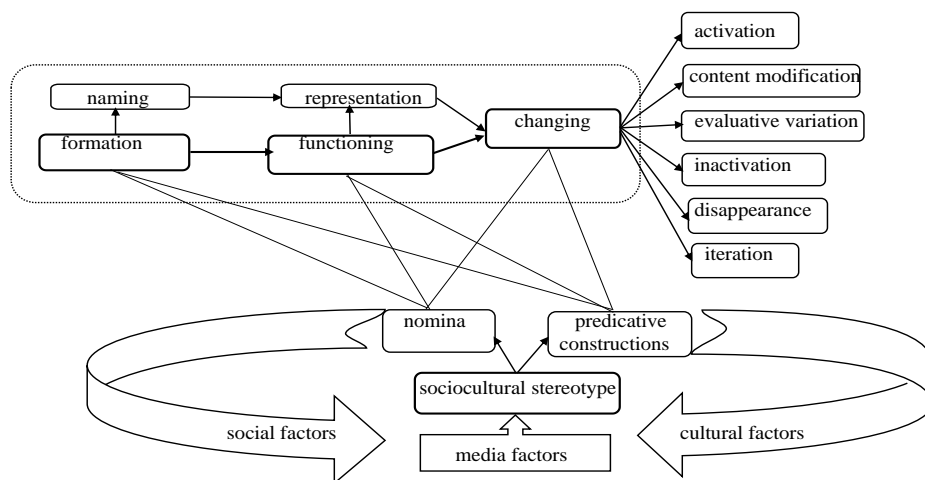 activation
content modification
naming
representation
changing
evaluative variation
formation
functioning
inactivation
disappearance
iteration
nomina
predicative
constructions
sociocultural stereotype
social factors
cultural factors
media factors